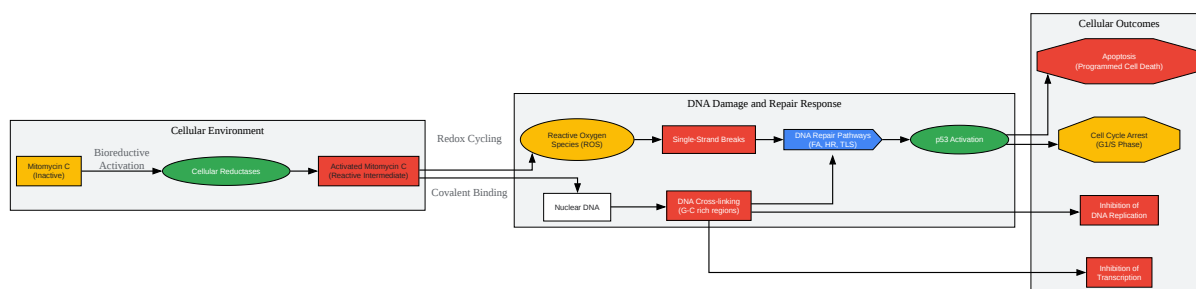 Cellular Outcomes
Apoptosis
(Programmed Cell Death)
DNA Damage and Repair Response
Cellular Environment
Redox Cycling
Reactive Oxygen
Species (ROS)
Single-Strand Breaks
DNA Repair Pathways
(FA, HR, TLS)
p53 Activation
Cell Cycle Arrest
(G1/S Phase)
Bioreductive
Activation
Mitomycin C
(Inactive)
Cellular Reductases
Activated Mitomycin C
(Reactive Intermediate)
Covalent Binding
Nuclear DNA
DNA Cross-linking
(G-C rich regions)
Inhibition of
DNA Replication
Inhibition of
Transcription